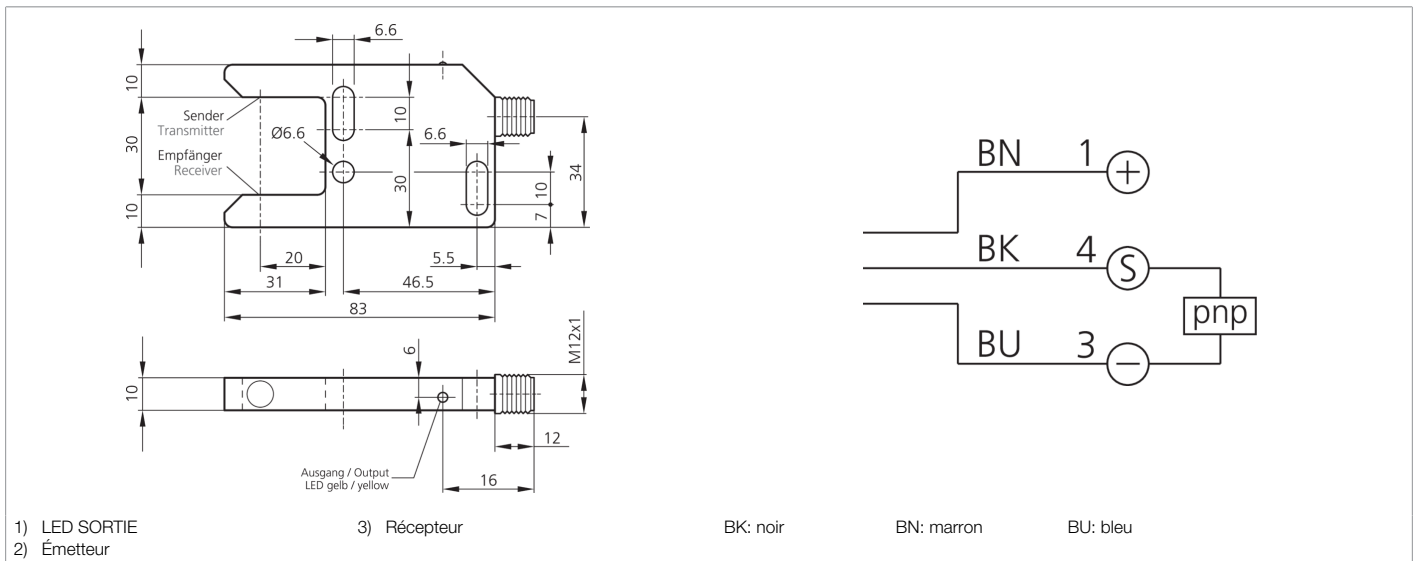 6.6
10
Sender
Transmitter
Ø6.6
10
6.6
30
Empfänger
Receiver
30
10
34
10
7
20
5.5
31
46.5
83
6
M12x1
10
12
Ausgang / Output
LED gelb / yellow
16
BN 1
+
BK 4
S
pnp
BU 3
−
1) LED SORTIE
3) Récepteur
BK: noir
BN: marron
BU: bleu
2) Émetteur